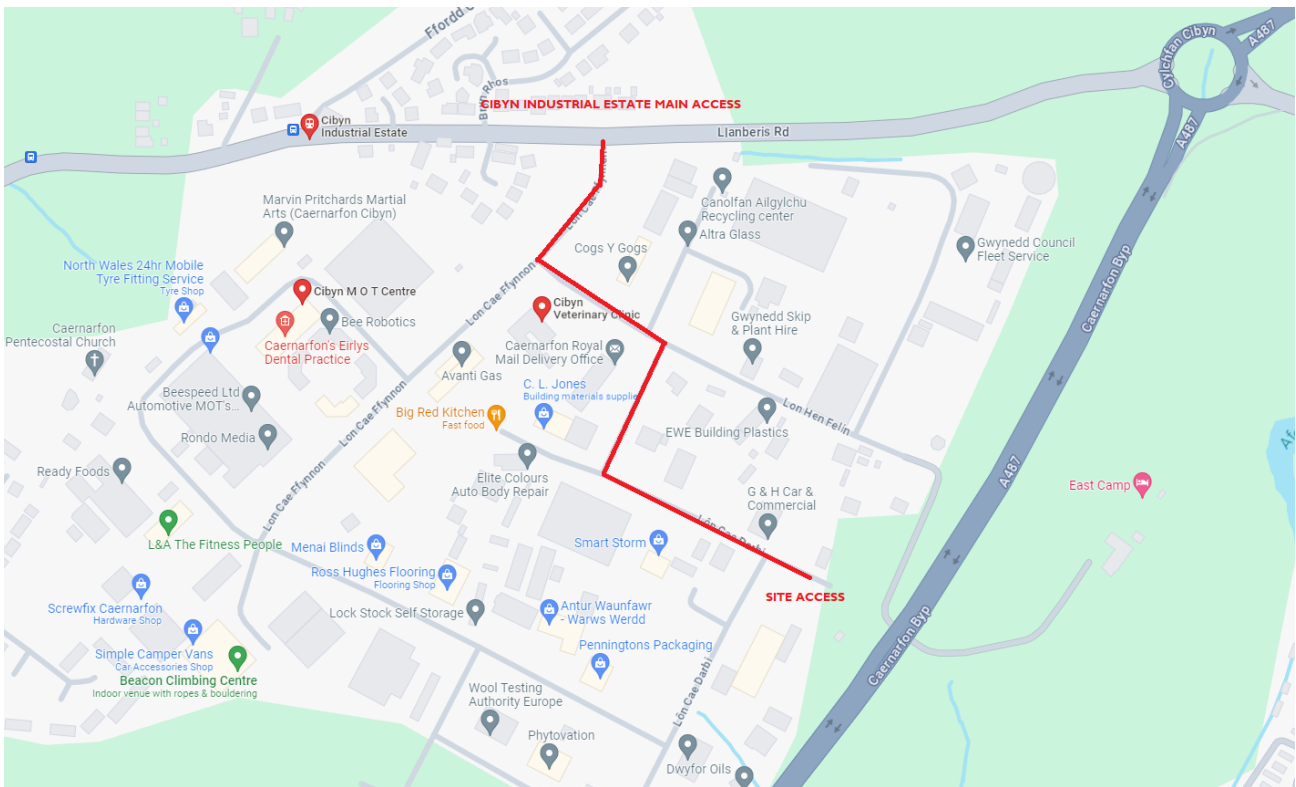 Ffordd C
Bryn Rhos
Cylchfan Cibyn
A487
A487
CIBYN INDUSTRIAL ESTATE MAIN ACCESS
Cibyn
Industrial Estate
Llanberis Rd
Lôn Cae Ffynnon
Marvin Pritchards Martial
Arts (Caernarfon Cibyn)
Canolfan Ailgylchu
Recycling center
Altra Glass
Cogs Y Gogs
Gwynedd Council
Fleet Service
Caernarfon Byp
North Wales 24hr Mobile
Tyre Fitting Service
Tyre Shop
Cibyn M O T Centre
Lon Cae Ffynnon
Cibyn
Veterinary Clinic
Bee Robotics
Gwynedd Skip
& Plant Hire
Caernarfon
Pentecostal Church
Caernarfon's Eirlys
Dental Practice
Caernarfon Royal
Mail Delivery Office
Avanti Gas
C. L. Jones
Building materials supplie
Beespeed Ltd
Automotive MOT's...
Lon Cae Ffynnon
Big Red Kitchen
Fast food
Lon Hen Felin
EWE Building Plastics
Rondo Media
Ready Foods
Elite Colours
Auto Body Repair
G & H Car &
Commercial
A487
East Camp
Afo
Lon Cae Ffynnon
Lôn Cae Darbi
L&A The Fitness People
Menai Blinds
Smart Storm
Ross Hughes Flooring
Flooring Shop
SITE ACCESS
Screwfix Caernarfon
Hardware Shop
Lock Stock Self Storage
Antur Waunfawr
- Warws Werdd
Simple Camper Vans
Car Accessories Shop
Penningtons Packaging
Caernarfon Byp
Beacon Climbing Centre
Indoor venue with ropes & bouldering
Wool Testing
Authority Europe
Lôn Cae Darbi
Phytovation
Dwyfor Oils